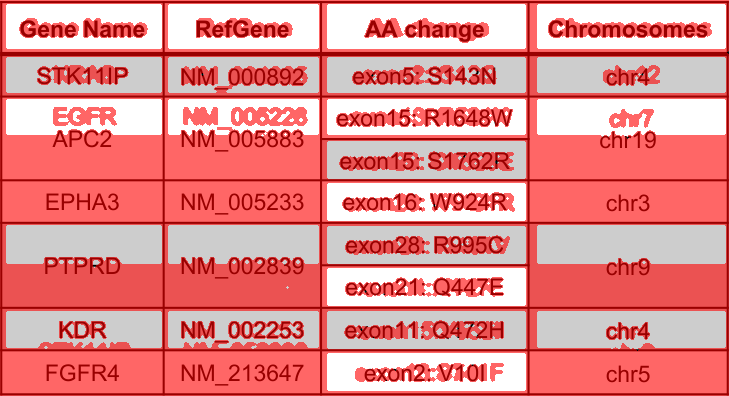 Gene Name RefGene AA change Chromosomes
STK11IP NM_000892 exon5: S143N chr4
EGFR NM_005228 exon15: R1648W chr7
APC2 NM_005883 chr19
exon15: S1762R
EPHA3 NM_005233 exon16: W924R chr3
exon28: R995C
PTPRD NM_002839 chr9
exon21: Q447E
KDR NM_002253 exon11: Q472H chr4
FGFR4 NM_213647 exon2: V10I chr5